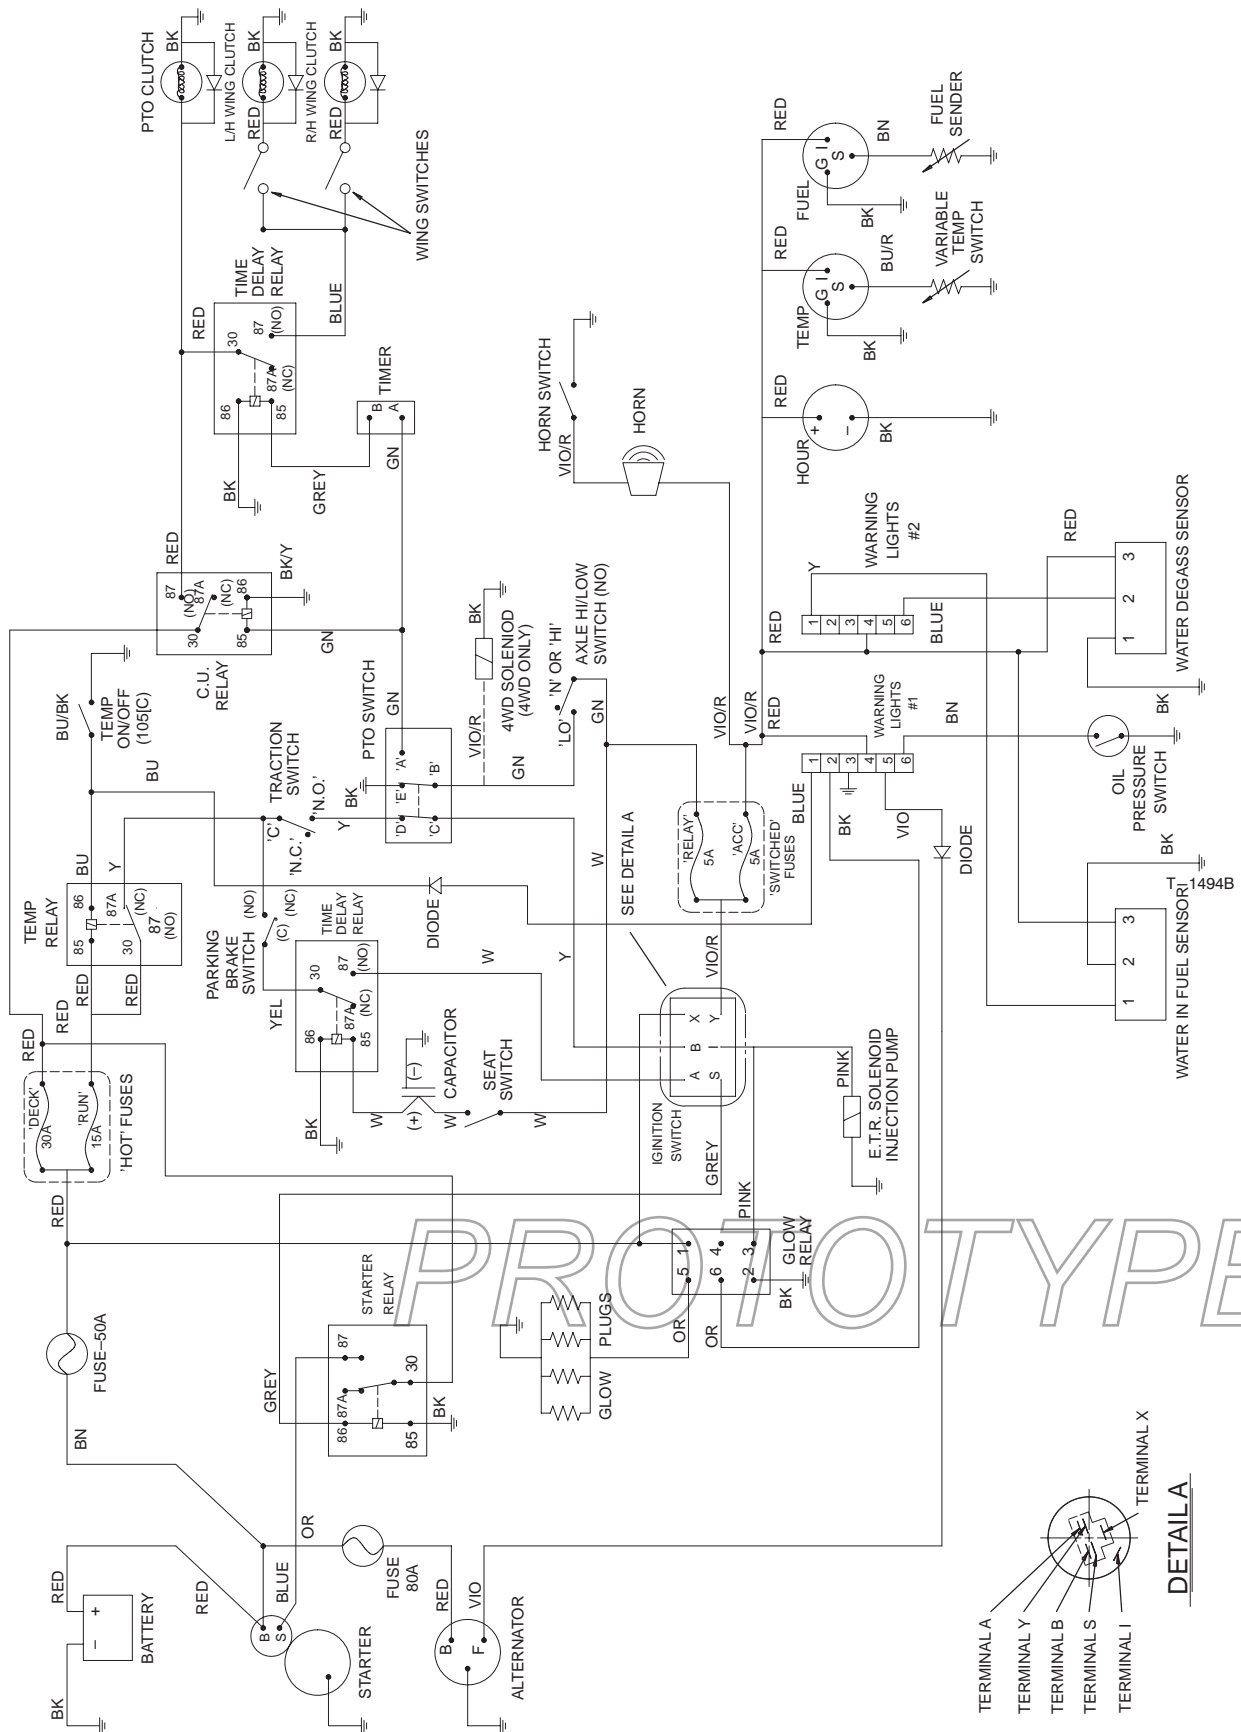 PTO CLUTCH
BK
L/H WING CLUTCH
BK
RED
R/H WING CLUTCH
BK
RED
WING SWITCHES
TIME
DELAY
RELAY
RED
30
87
(NO)
87A
(NC)
86
85
BLUE
BK
GREY
TIMER
B
A
GN
RED
87
(NO)
87A
(NC)
86
30
85
BK/Y
GN
C.U.
RELAY
BU/BK
TEMP
ON/OFF
(105[C)
BU
TEMP
RELAY
BU
86
85
Y
87A
(NC)
30
87
(NO)
RED
RED
RED
RED
'DECK'
30A
'RUN'
15A
'HOT' FUSES
RED
PARKING
BRAKE
SWITCH
(NO)
(C)
(NC)
YEL
TRACTION
SWITCH
'C'
'N.C.'
'N.O.'
Y
BK
PTO SWITCH
GN
'A'
'E'
'D'
'B'
'C'
VIO/R
BK
4WD SOLENIOD
(4WD ONLY)
GN
'LO'
'N' OR 'HI'
AXLE HI/LOW
SWITCH (NO)
GN
TIME
DELAY
RELAY
30
87
(NO)
87A
(NC)
86
85
BK
DIODE
W
Y
W
(+)
(–)
CAPACITOR
W
SEAT
SWITCH
W
W
SEE DETAIL A
'RELAY'
5A
'ACC'
5A
'SWITCHED'
FUSES
VIO/R
VIO/R
VIO/R
HORN SWITCH
VIO/R
HORN
IGNITION
SWITCH
A
B
X
S
I
Y
GREY
PINK
PINK
E.T.R. SOLENOID
INJECTION PUMP
GLOW
RELAY
5
1
6
4
2
3
BK
OR
OR
GLOW
PLUGS
STARTER
RELAY
GREY
87
87A
30
86
85
BK
FUSE–50A
BN
BATTERY
+
–
RED
BK
RED
B
S
BLUE
OR
STARTER
FUSE
80A
RED
VIO
B
F
ALTERNATOR
RED
FUEL
G
I
S
BK
BN
FUEL
SENDER
RED
TEMP
G
I
S
BK
BU/R
VARIABLE
TEMP
SWITCH
RED
HOUR
+
–
BK
RED
RED
WARNING
LIGHTS
#2
1
2
3
4
5
6
Y
BLUE
RED
WATER DEGASS SENSOR
1
2
3
BK
WARNING
LIGHTS
#1
1
2
3
4
5
6
BLUE
BK
VIO
BN
OIL
PRESSURE
SWITCH
DIODE
BK
T–1494B
WATER IN FUEL SENSORI
1
2
3
PROTOTYPE
TERMINAL A
TERMINAL Y
TERMINAL B
TERMINAL S
TERMINAL I
TERMINAL X
DETAIL A